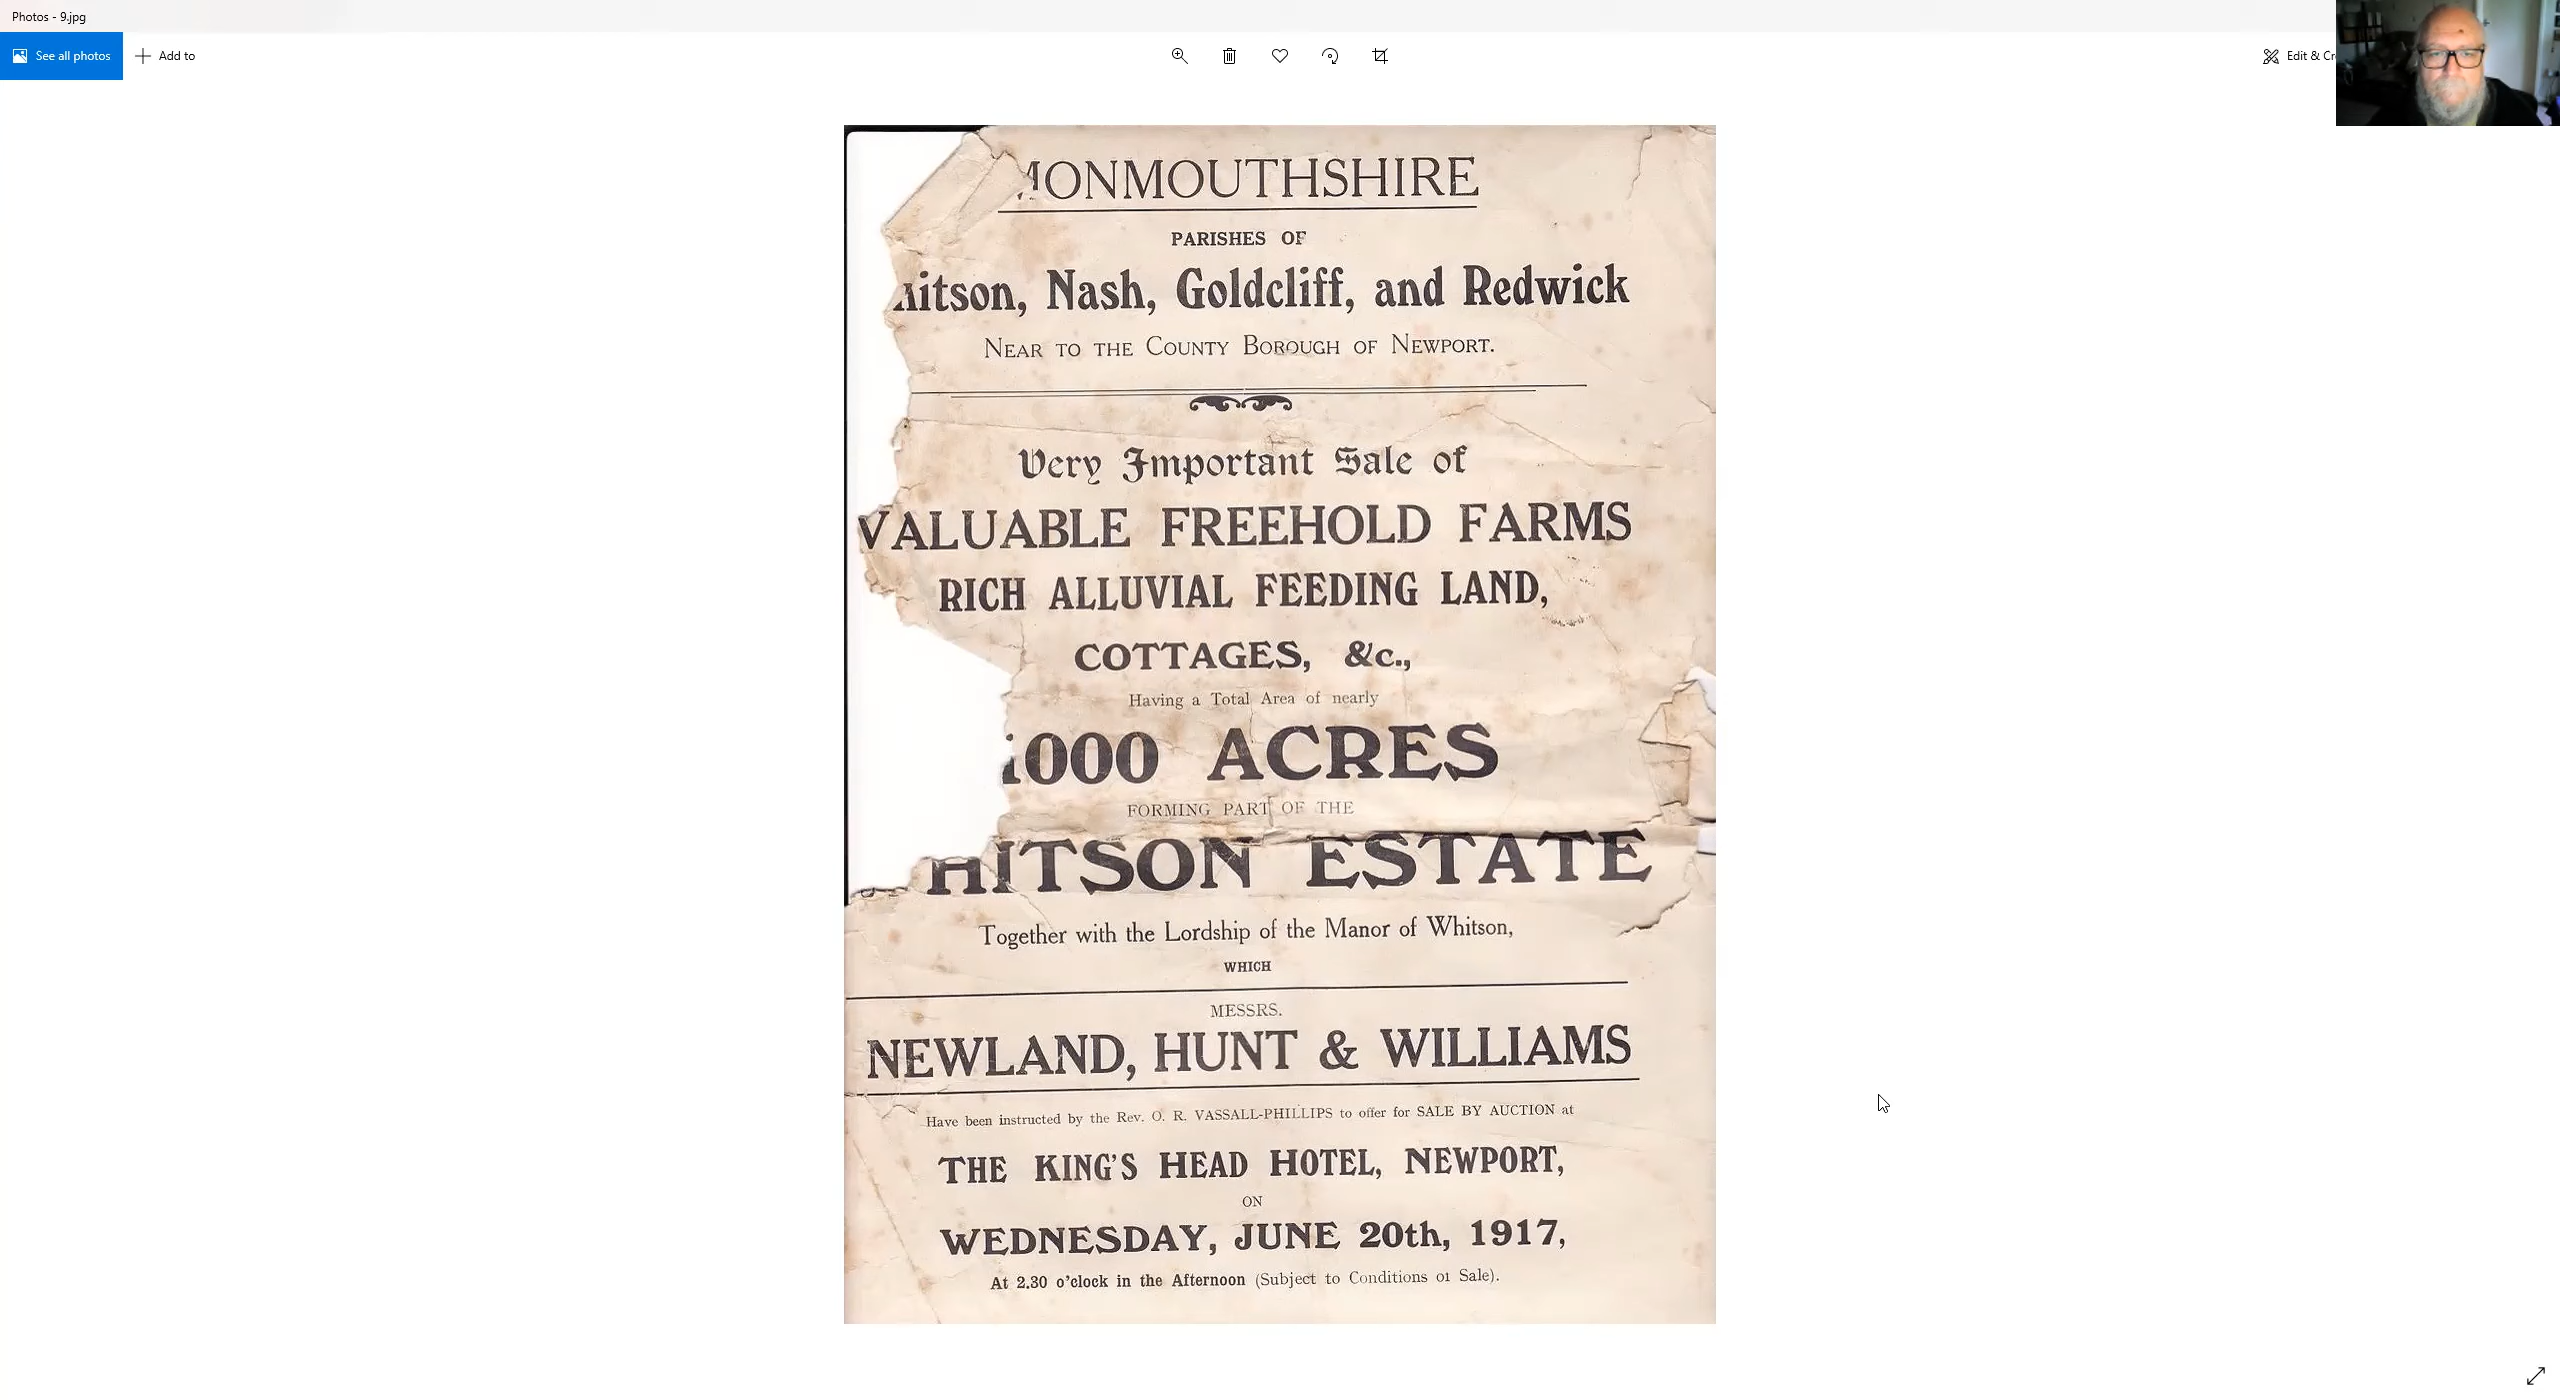 Photos - 9.jpg
See all photos
Add to
Edit & Cr
MONMOUTHSHIRE
PARISHES OF
hitson, Nash, Goldcliff, and Redwick
NEAR TO THE COUNTY BOROUGH OF NEWPORT.
Very Important Sale of
VALUABLE FREEHOLD FARMS
RICH ALLUVIAL FEEDING LAND,
COTTAGES, &c.,
Having a Total Area of nearly
1000 ACRES
FORMING PART OF THE
HITSON ESTATE
Together with the Lordship of the Manor of Whitson,
WHICH
MESSRS.
NEWLAND, HUNT & WILLIAMS
Have been instructed by the Rev. O. R. VASSALL-PHILLIPS to offer for SALE BY AUCTION at
THE KING'S HEAD HOTEL, NEWPORT,
ON
WEDNESDAY, JUNE 20th, 1917,
At 2.30 o'clock in the Afternoon (Subject to Conditions of Sale).